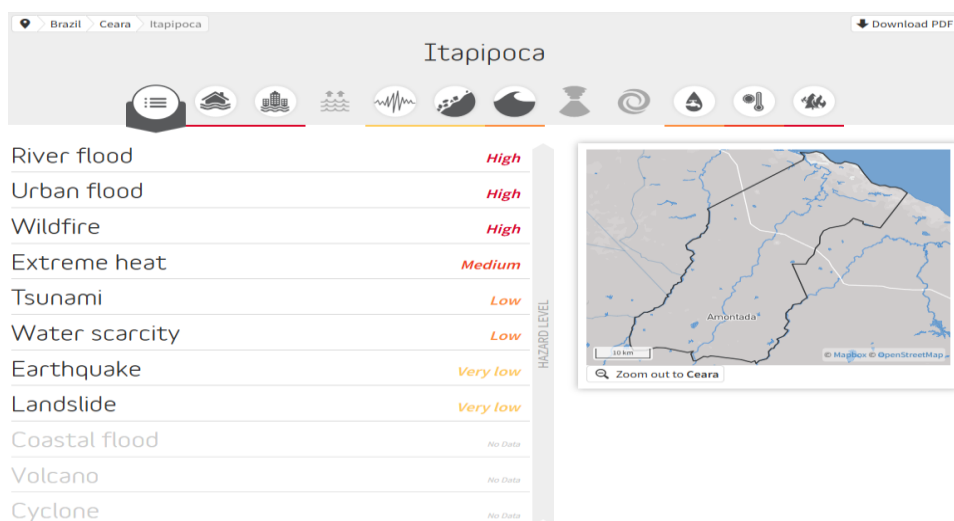 Brazil Ceara Itapipoca
Download PDF
Itapipoca
River flood High
Urban flood High
Wildfire High
Extreme heat Medium
Tsunami Low
Water scarcity Low
Earthquake Very low
Landslide Very low
Coastal flood No Data
Volcano No Data
Cyclone No Data
HAZARD LEVEL
Amontada
10 km
© Mapbox © OpenStreetMap
Zoom out to Ceara